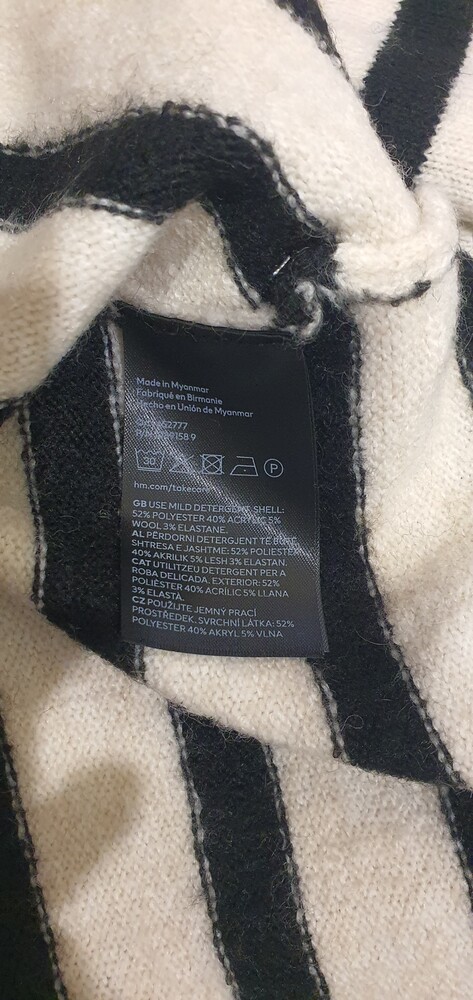 Made in Myanmar
Fabriqué en Birmanie
Hecho en Unión de Myanmar
30
P
hm.com/takecare
GB USE MILD DETERGENT. SHELL:
52% POLYESTER 40% ACRYLIC 5%
WOOL 3% ELASTANE.
AL PËRDORNI DETERGJENT TË BUTË.
SHTRESA E JASHTME: 52% POLIESTER
40% AKRILIK 5% LESH 3% ELASTAN.
CAT UTILITZEU DETERGENT PER A
ROBA DELICADA. EXTERIOR: 52%
POLIÈSTER 40% ACRÍLIC 5% LLANA
3% ELASTÀ.
CZ POUŽIJTE JEMNÝ PRACÍ
PROSTŘEDEK. SVRCHNÍ LÁTKA: 52%
POLYESTER 40% AKRYL 5% VLNA